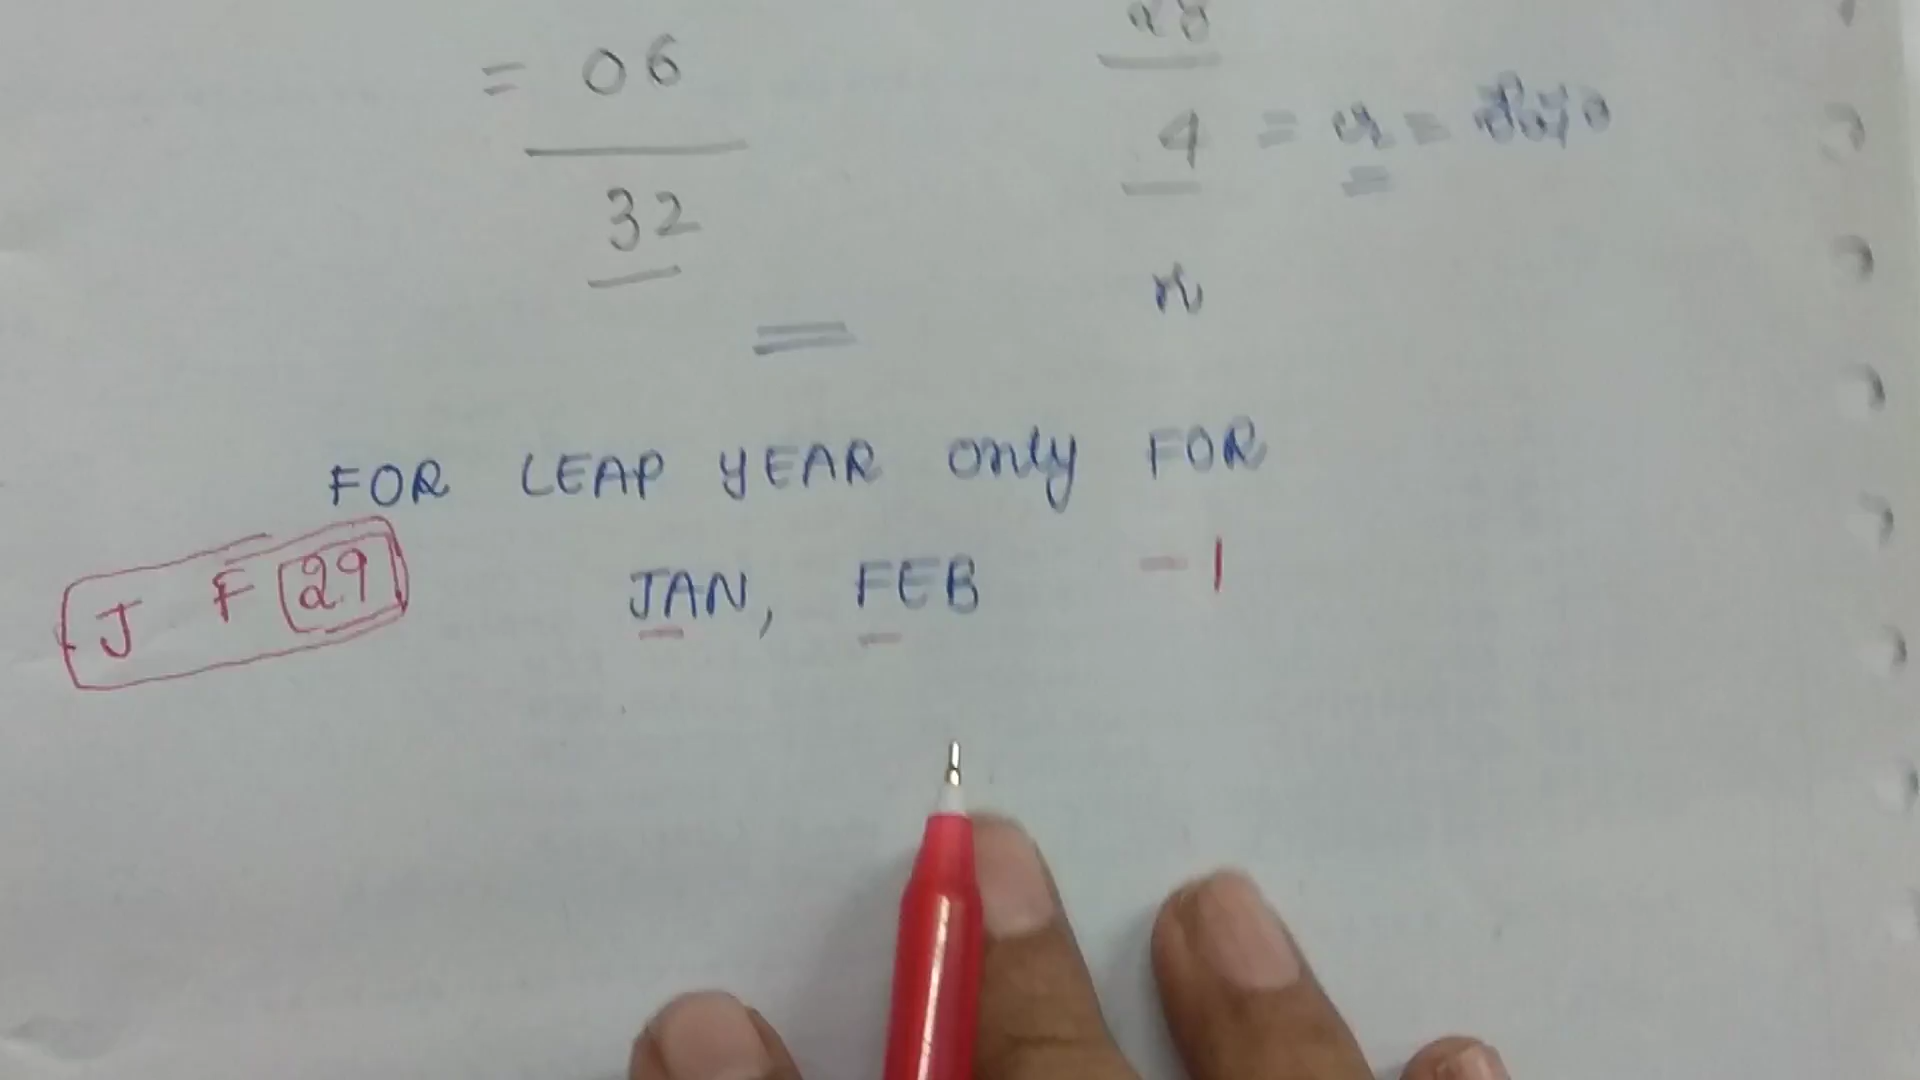 = 06
32
4 =
FOR LEAP YEAR only FOR
JAN, FEB - 1
J F 29